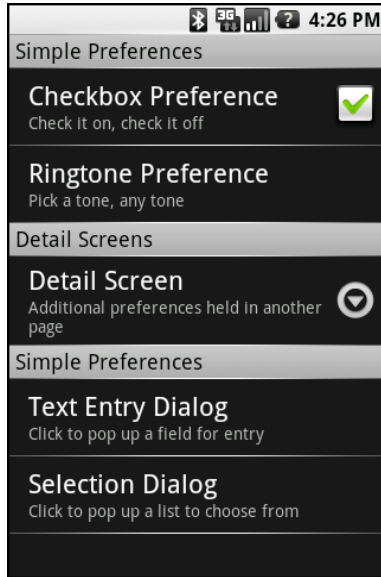 3G
? 4:26 PM
Simple Preferences
Checkbox Preference
Check it on, check it off
Ringtone Preference
Pick a tone, any tone
Detail Screens
Detail Screen
Additional preferences held in another
page
Simple Preferences
Text Entry Dialog
Click to pop up a field for entry
Selection Dialog
Click to pop up a list to choose from